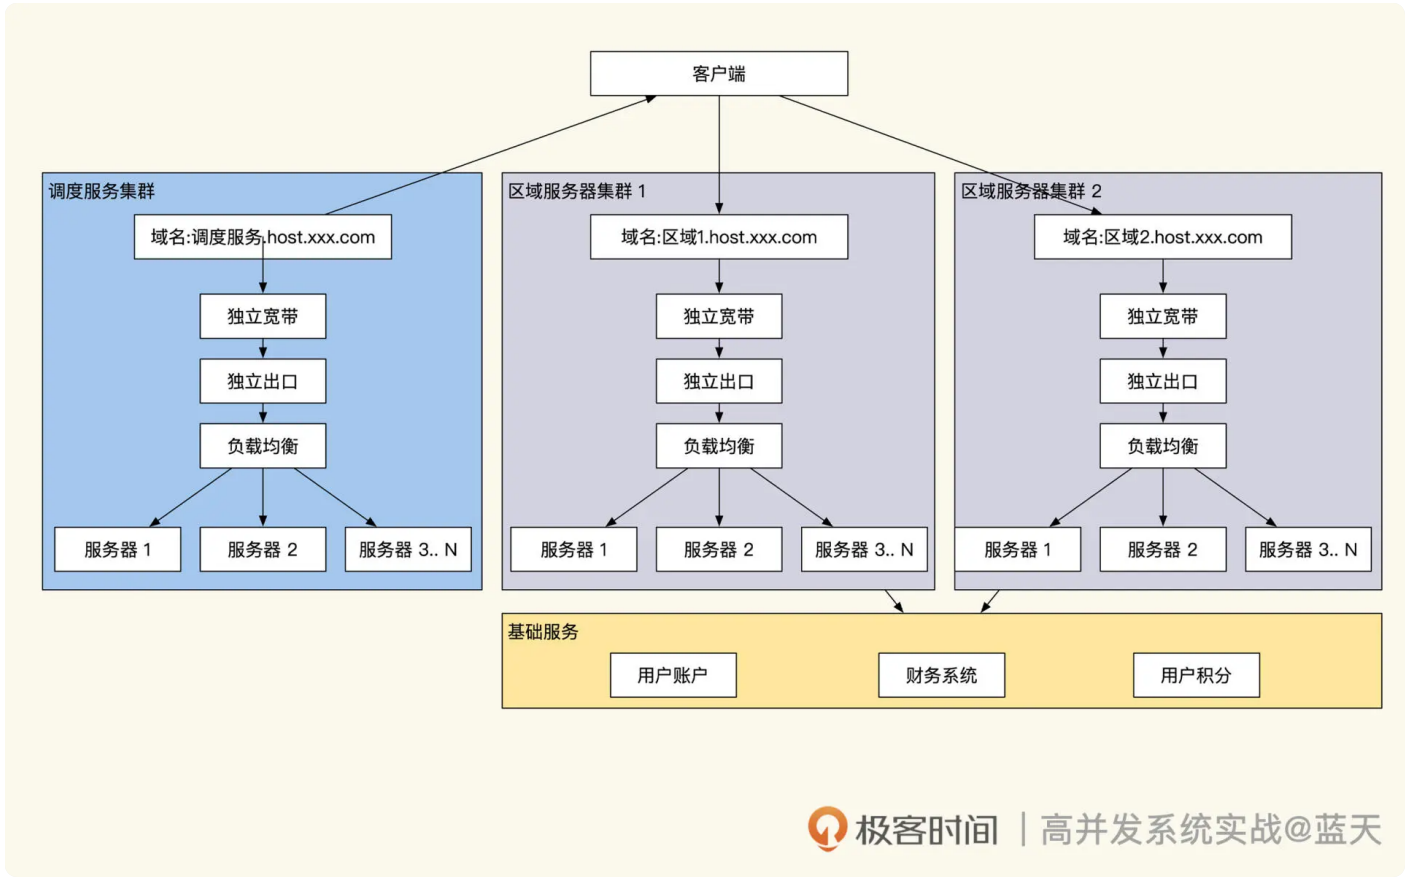 客户端
调度服务集群
域名:调度服务.host.xxx.com
独立宽带
独立出口
负载均衡
服务器 1
服务器 2
服务器 3.. N
区域服务器集群 1
域名:区域1.host.xxx.com
独立宽带
独立出口
负载均衡
服务器 1
服务器 2
服务器 3.. N
区域服务器集群 2
域名:区域2.host.xxx.com
独立宽带
独立出口
负载均衡
服务器 1
服务器 2
服务器 3.. N
基础服务
用户账户
财务系统
用户积分
极客时间 | 高并发系统实战@蓝天